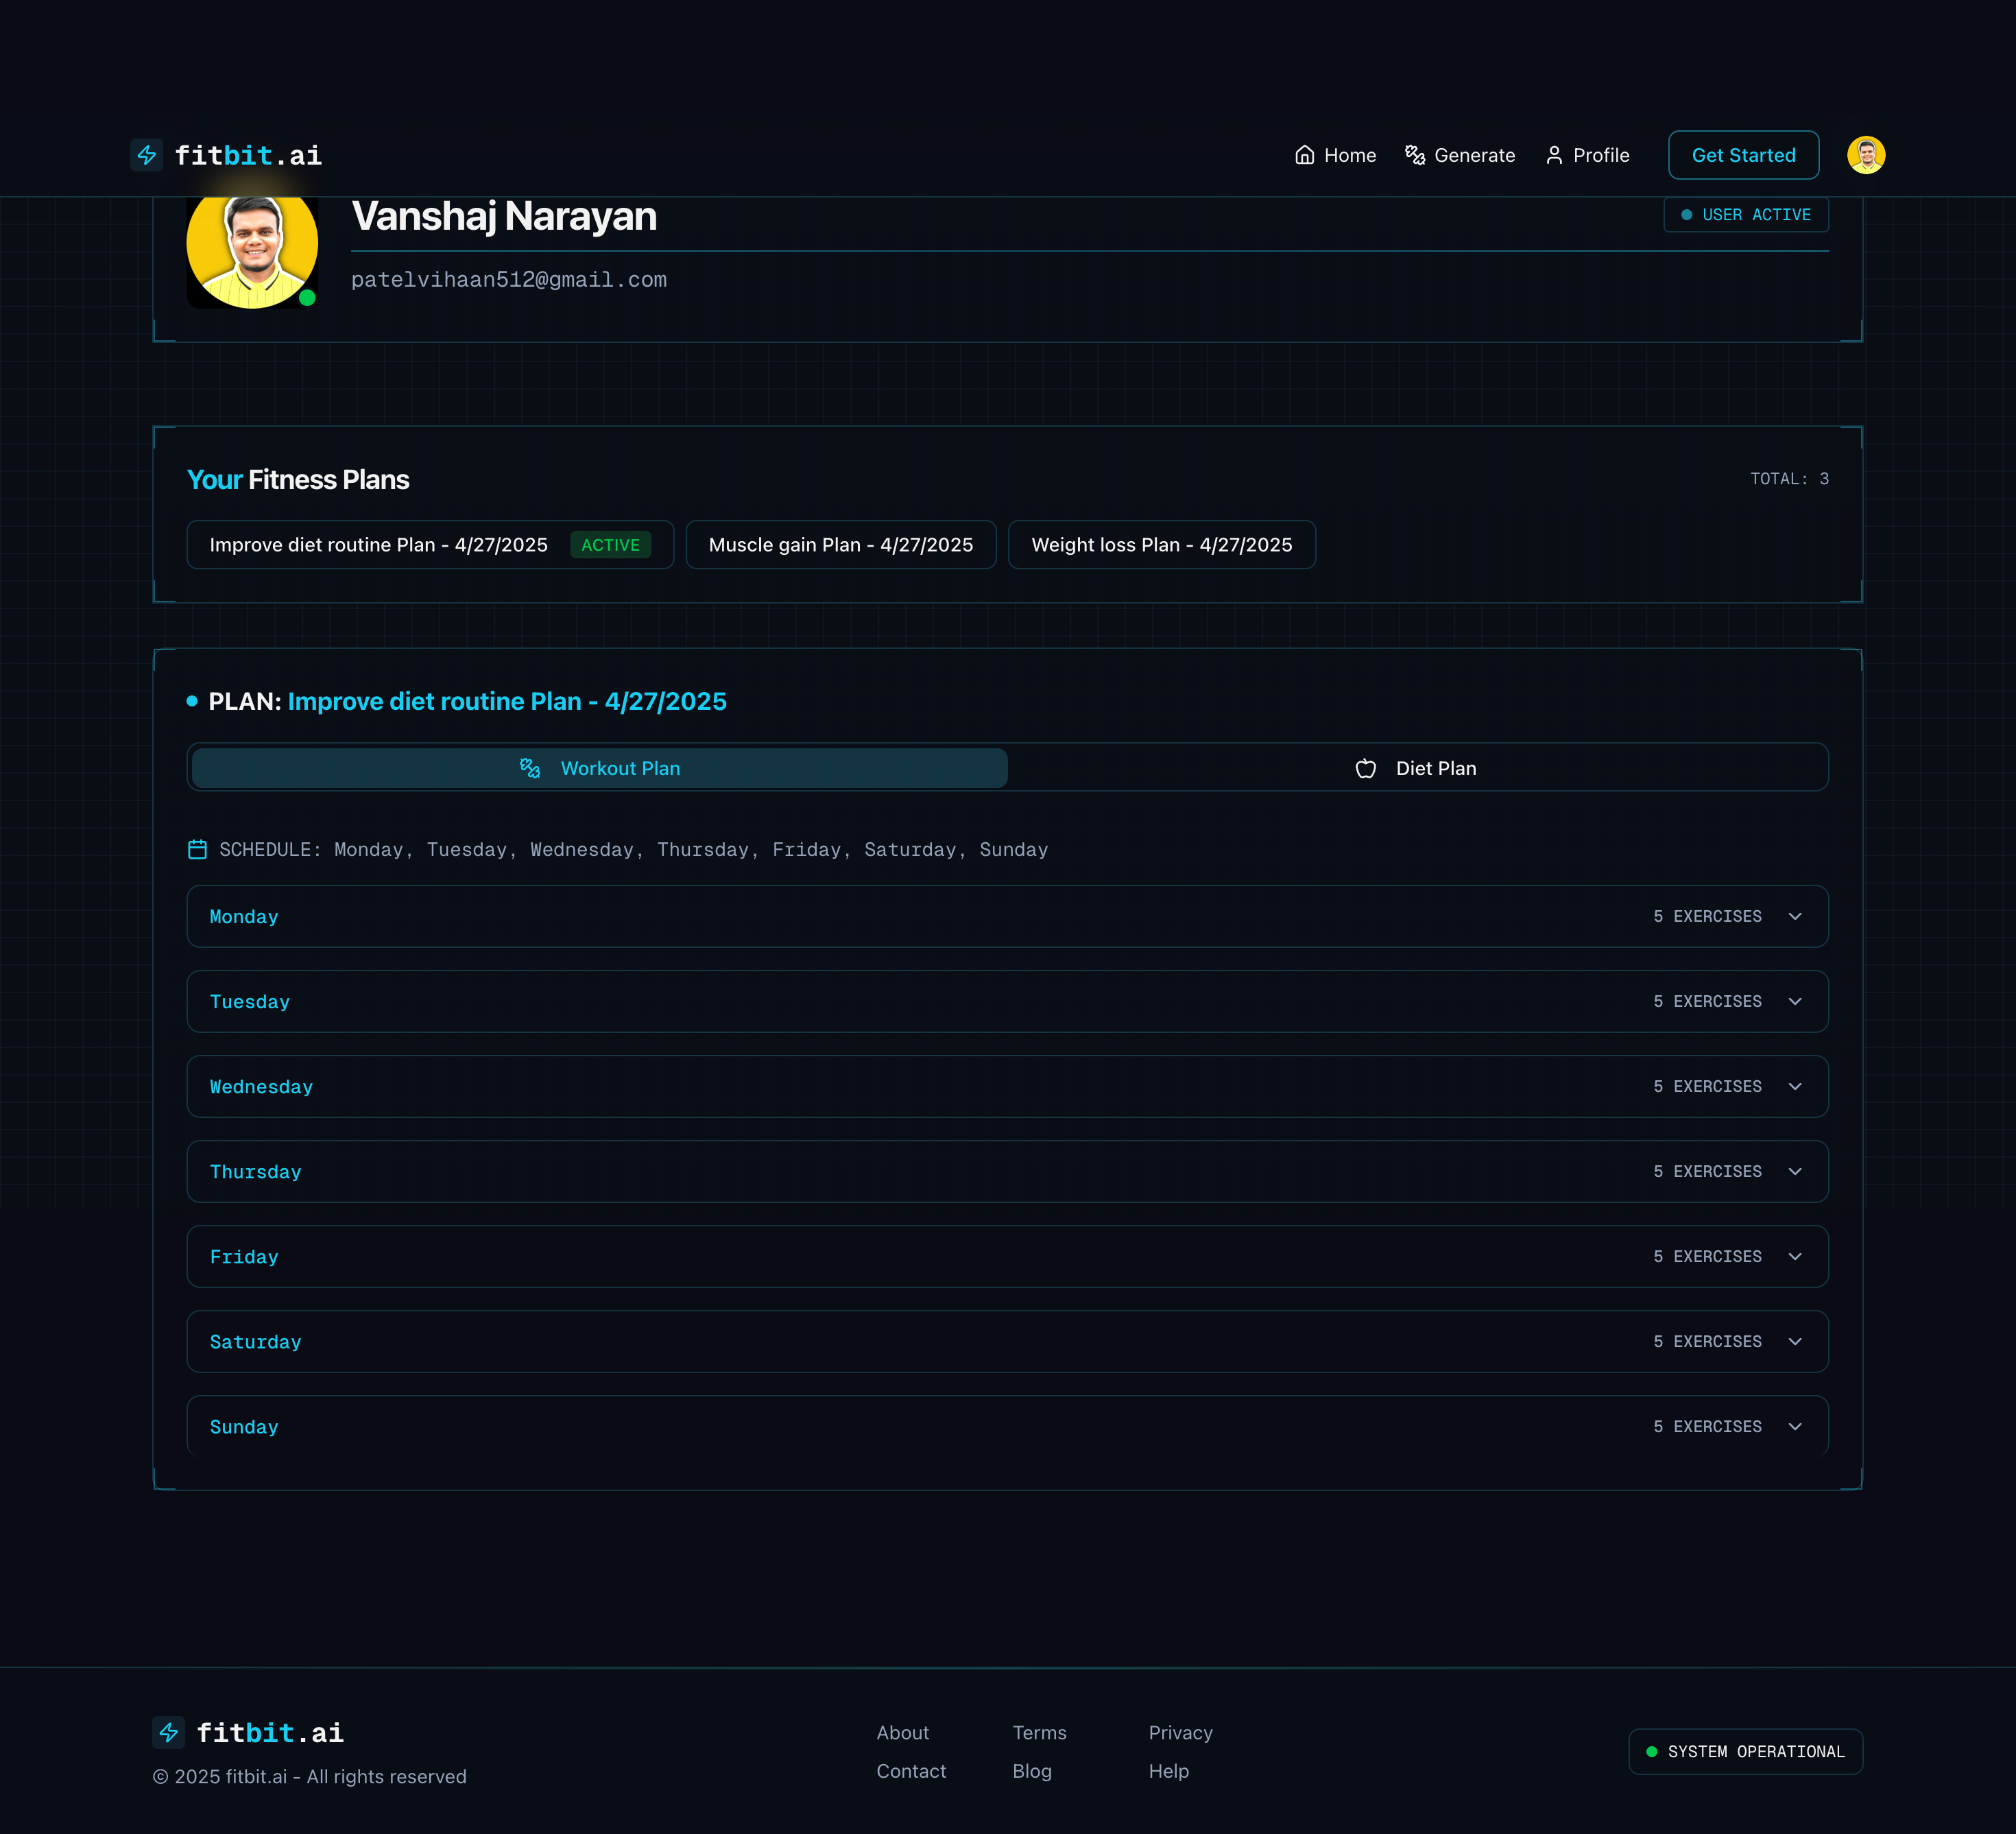 fitbit.ai Home Generate Profile Get Started
Vanshaj Narayan USER ACTIVE
patelvihaan512@gmail.com
Your Fitness Plans TOTAL: 3
Improve diet routine Plan - 4/27/2025 ACTIVE Muscle gain Plan - 4/27/2025 Weight loss Plan - 4/27/2025
PLAN: Improve diet routine Plan - 4/27/2025
Workout Plan Diet Plan
SCHEDULE: Monday, Tuesday, Wednesday, Thursday, Friday, Saturday, Sunday
Monday 5 EXERCISES
Tuesday 5 EXERCISES
Wednesday 5 EXERCISES
Thursday 5 EXERCISES
Friday 5 EXERCISES
Saturday 5 EXERCISES
Sunday 5 EXERCISES
fitbit.ai
© 2025 fitbit.ai - All rights reserved
About Terms Privacy
Contact Blog Help
SYSTEM OPERATIONAL